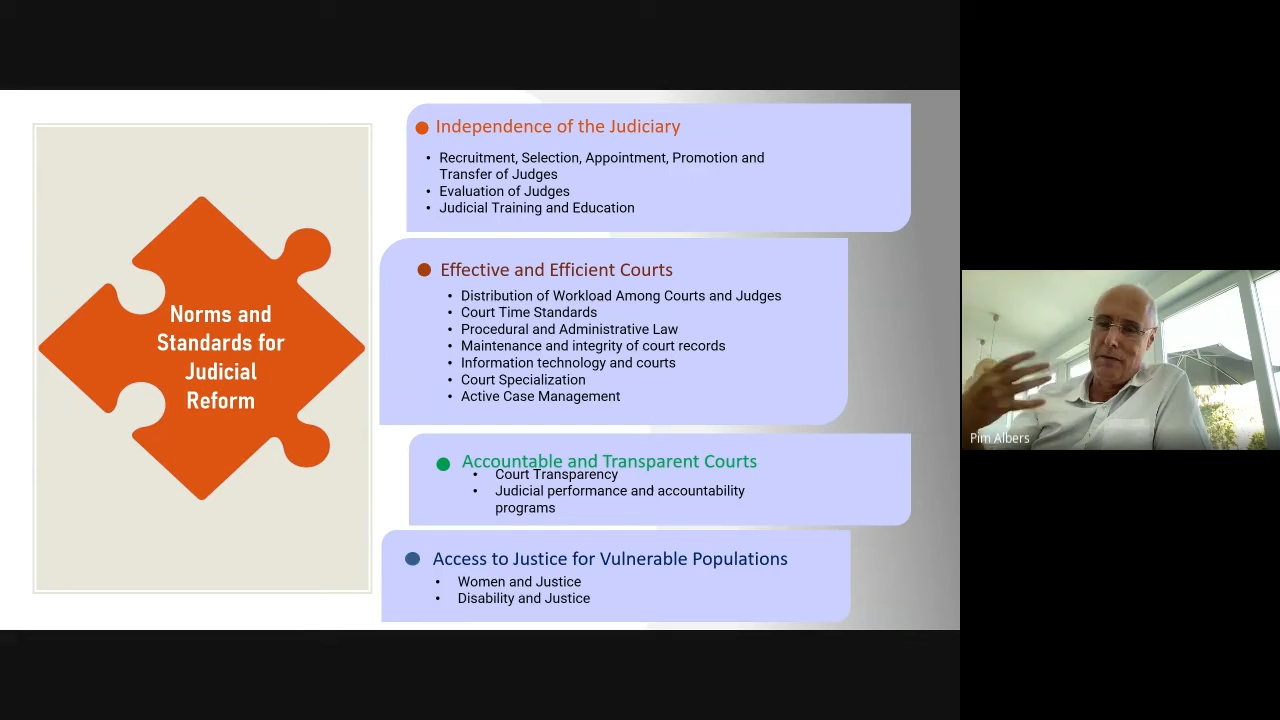 Norms and
Standards for
Judicial
Reform
Independence of the Judiciary
• Recruitment, Selection, Appointment, Promotion and
Transfer of Judges
• Evaluation of Judges
• Judicial Training and Education
Effective and Efficient Courts
• Distribution of Workload Among Courts and Judges
• Court Time Standards
• Procedural and Administrative Law
• Maintenance and integrity of court records
• Information technology and courts
• Court Specialization
• Active Case Management
Accountable and Transparent Courts
• Court Transparency
• Judicial performance and accountability
programs
Access to Justice for Vulnerable Populations
• Women and Justice
• Disability and Justice
Pim Albers